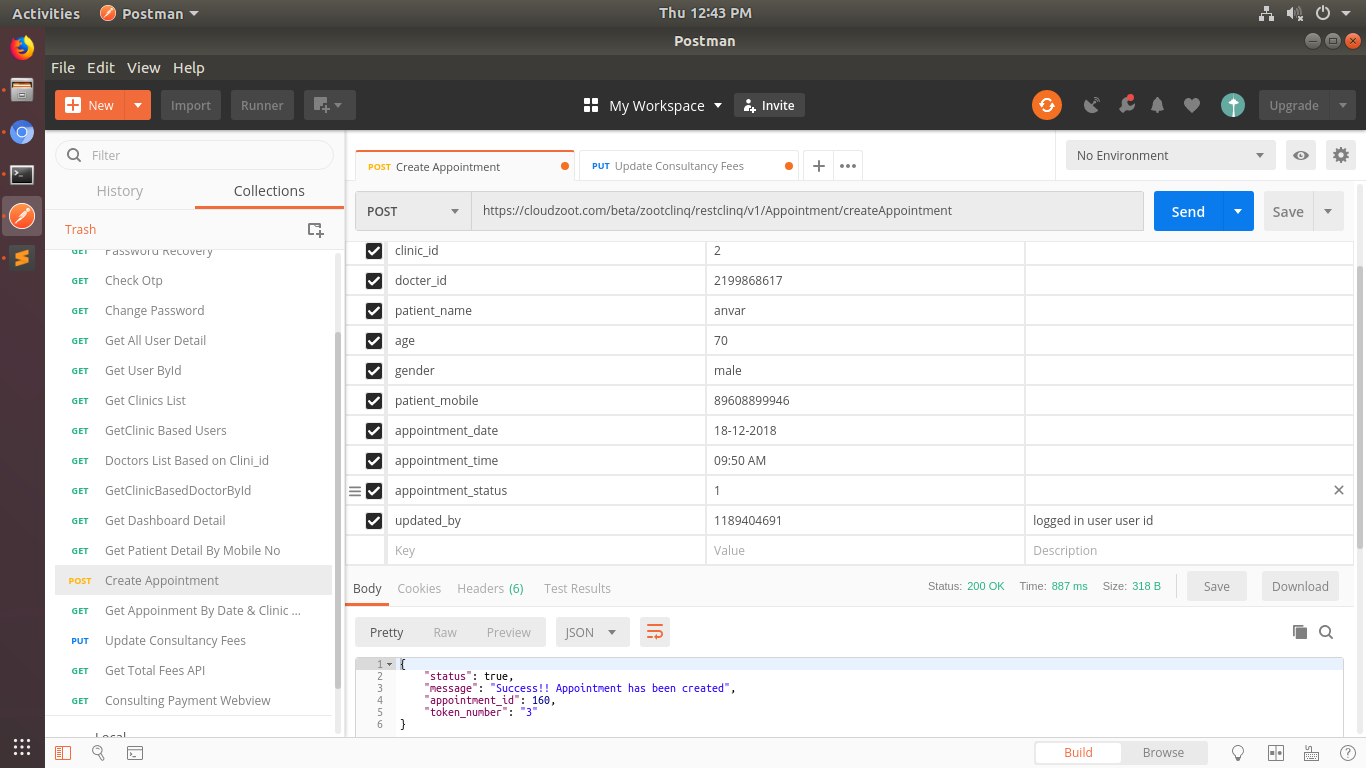 Activities Postman Thu 12:43 PM
Postman
File Edit View Help
New Import Runner My Workspace Invite Upgrade
Filter
History Collections
Trash
GET Password Recovery
GET Check Otp
GET Change Password
GET Get All User Detail
GET Get User ById
GET Get Clinics List
GET GetClinic Based Users
GET Doctors List Based on Clini_id
GET GetClinicBasedDoctorById
GET Get Dashboard Detail
GET Get Patient Detail By Mobile No
POST Create Appointment
GET Get Appoinment By Date & Clinic ...
PUT Update Consultancy Fees
GET Get Total Fees API
GET Consulting Payment Webview
Local
POST Create Appointment PUT Update Consultancy Fees No Environment
POST https://cloudzoot.com/beta/zootclinq/restclinq/v1/Appointment/createAppointment Send Save
clinic_id 2
docter_id 2199868617
patient_name anvar
age 70
gender male
patient_mobile 89608899946
appointment_date 18-12-2018
appointment_time 09:50 AM
appointment_status 1
updated_by 1189404691 logged in user user id
Key Value Description
Body Cookies Headers (6) Test Results Status: 200 OK Time: 887 ms Size: 318 B Save Download
Pretty Raw Preview JSON
1 {
2 "status": true,
3 "message": "Success!! Appointment has been created",
4 "appointment_id": 160,
5 "token_number": "3"
6 }
Build Browse